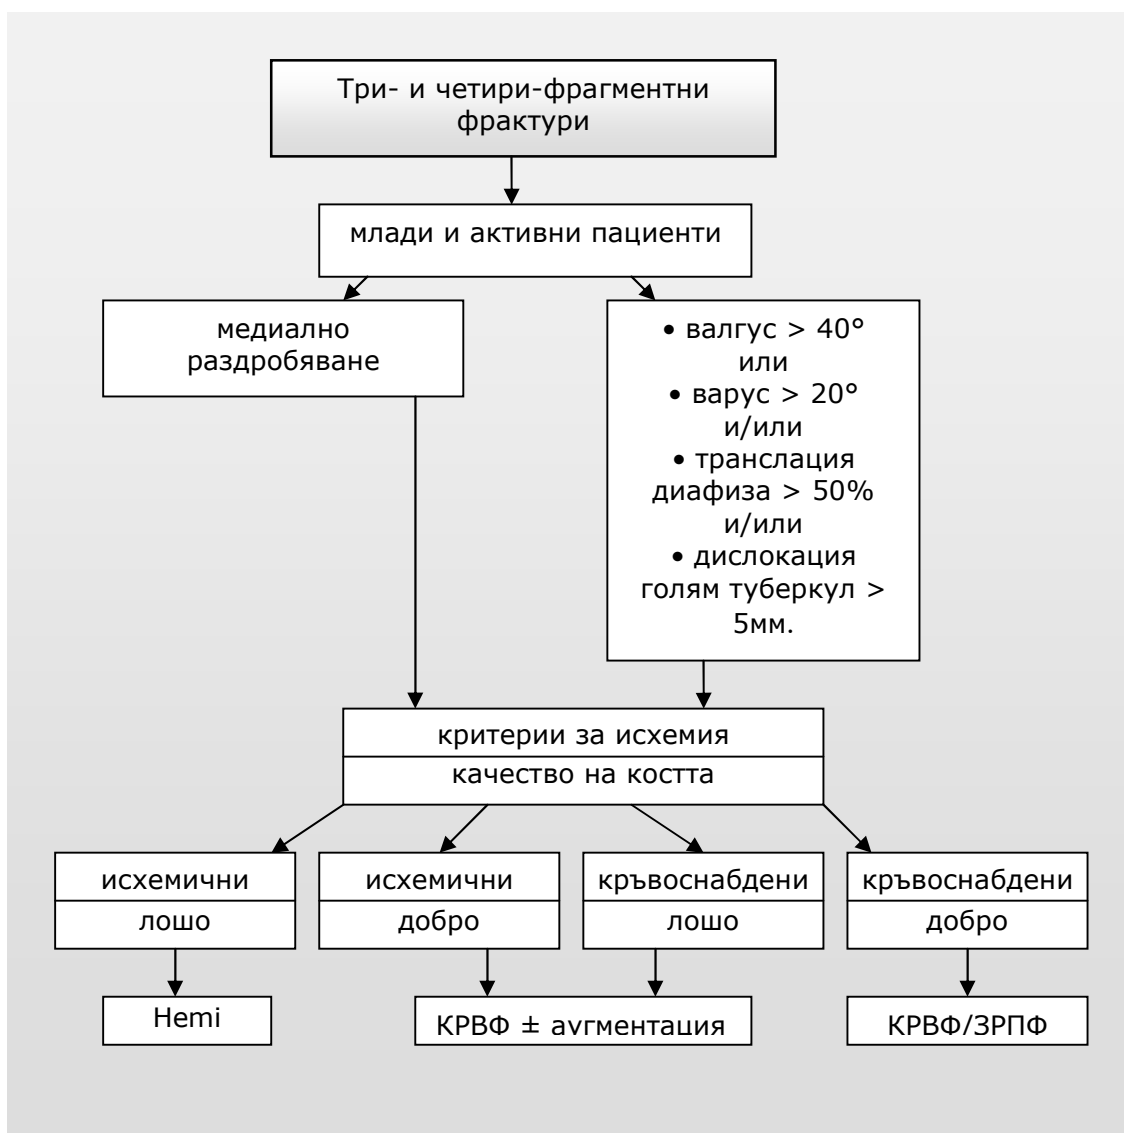 Три- и четири-фрагментни
фрактури
млади и активни пациенти
медиално
раздробяване
• валгус > 40°
или
• варус > 20°
и/или
• транслация
диафиза > 50%
и/или
• дислокация
голям туберкул >
5мм.
критерии за исхемия
качество на костта
исхемични
лошо
исхемични
добро
кръвоснабдени
лошо
кръвоснабдени
добро
Hemi
КРВФ ± аугментация
КРВФ/ЗРПФ